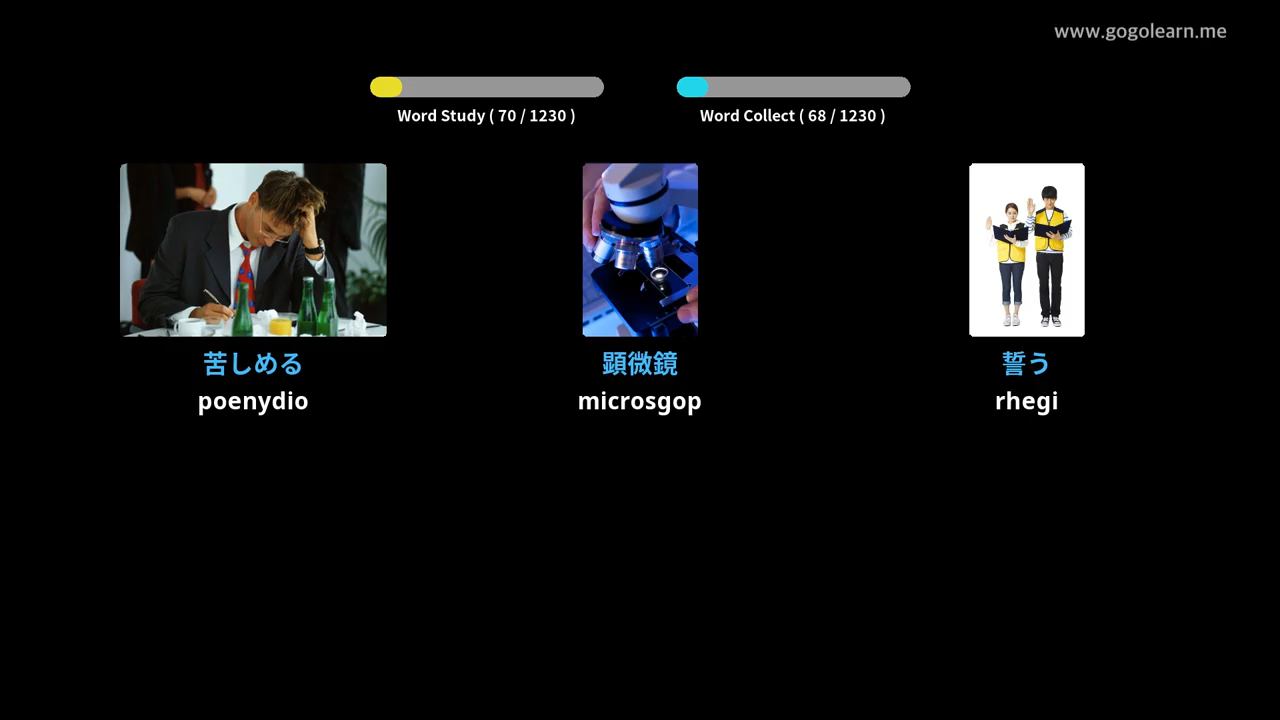 www.gogolearn.me
Word Study ( 70 / 1230 )
Word Collect ( 68 / 1230 )
苦しめる
poenydio
顕微鏡
microsgop
誓う
rhegi